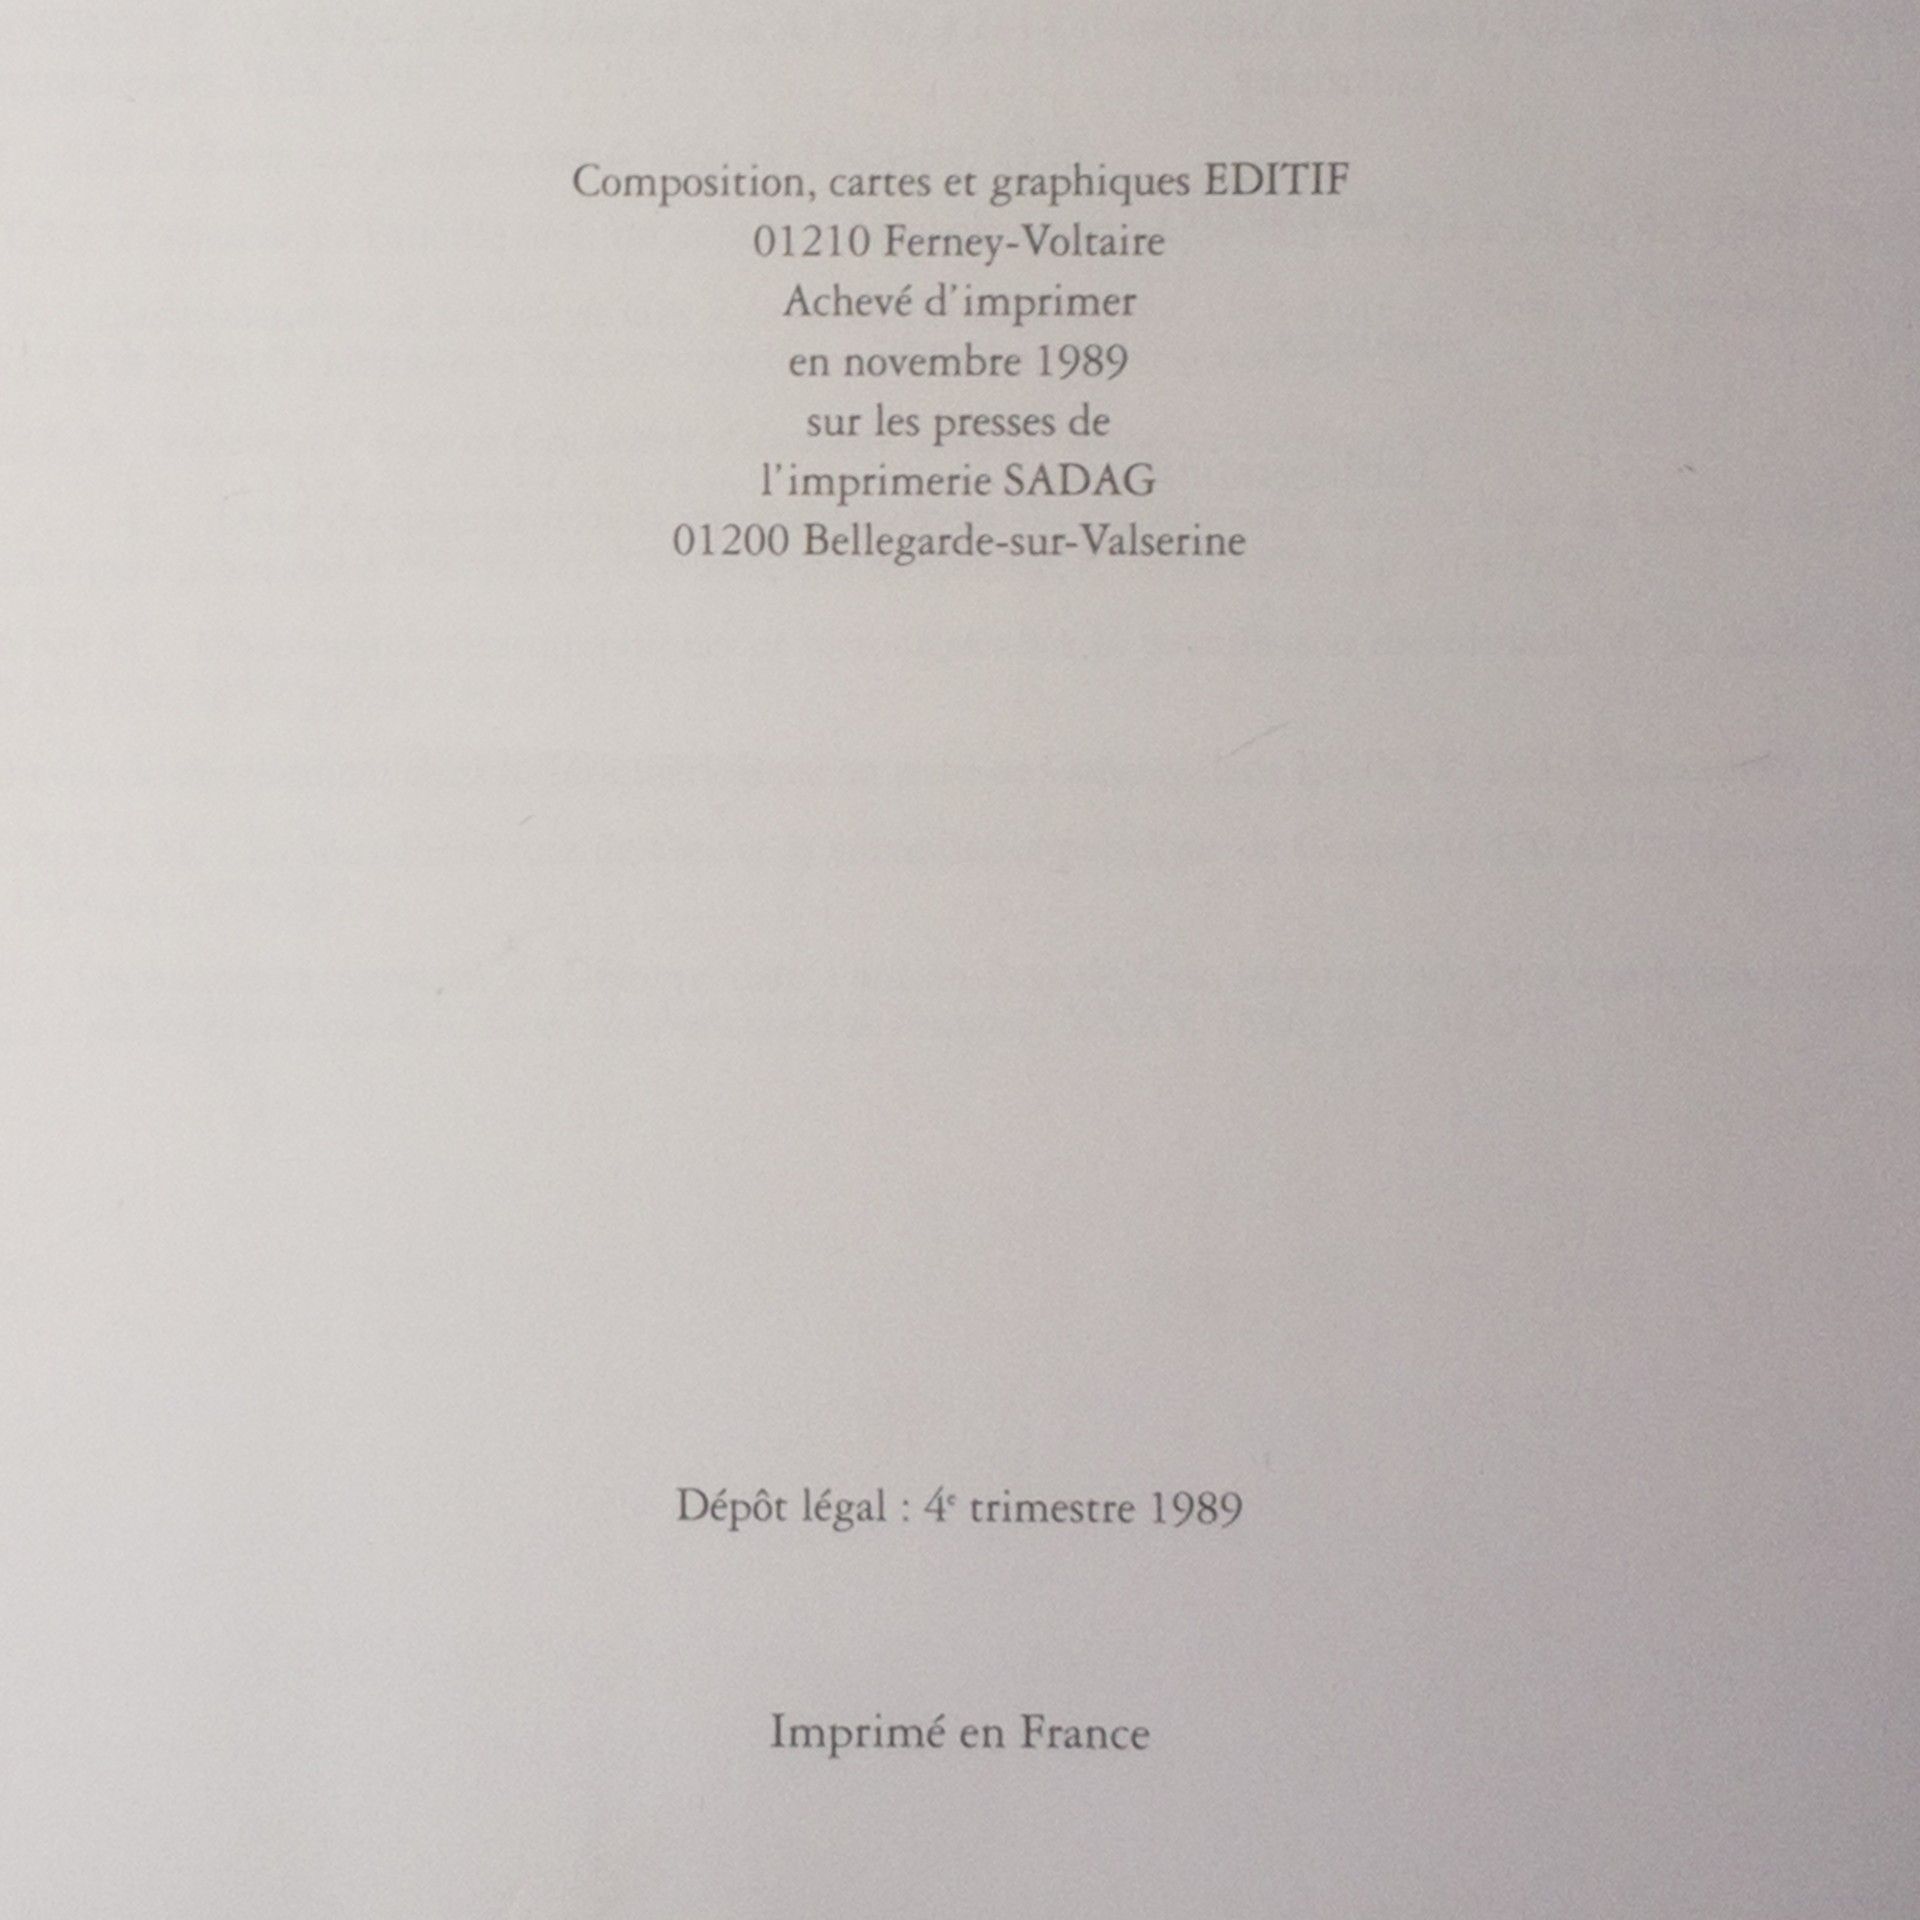 Composition, cartes et graphiques EDITIF
01210 Ferney-Voltaire
Achevé d'imprimer
en novembre 1989
sur les presses de
l'imprimerie SADAG
01200 Bellegarde-sur-Valserine
Dépôt légal : 4e trimestre 1989
Imprimé en France